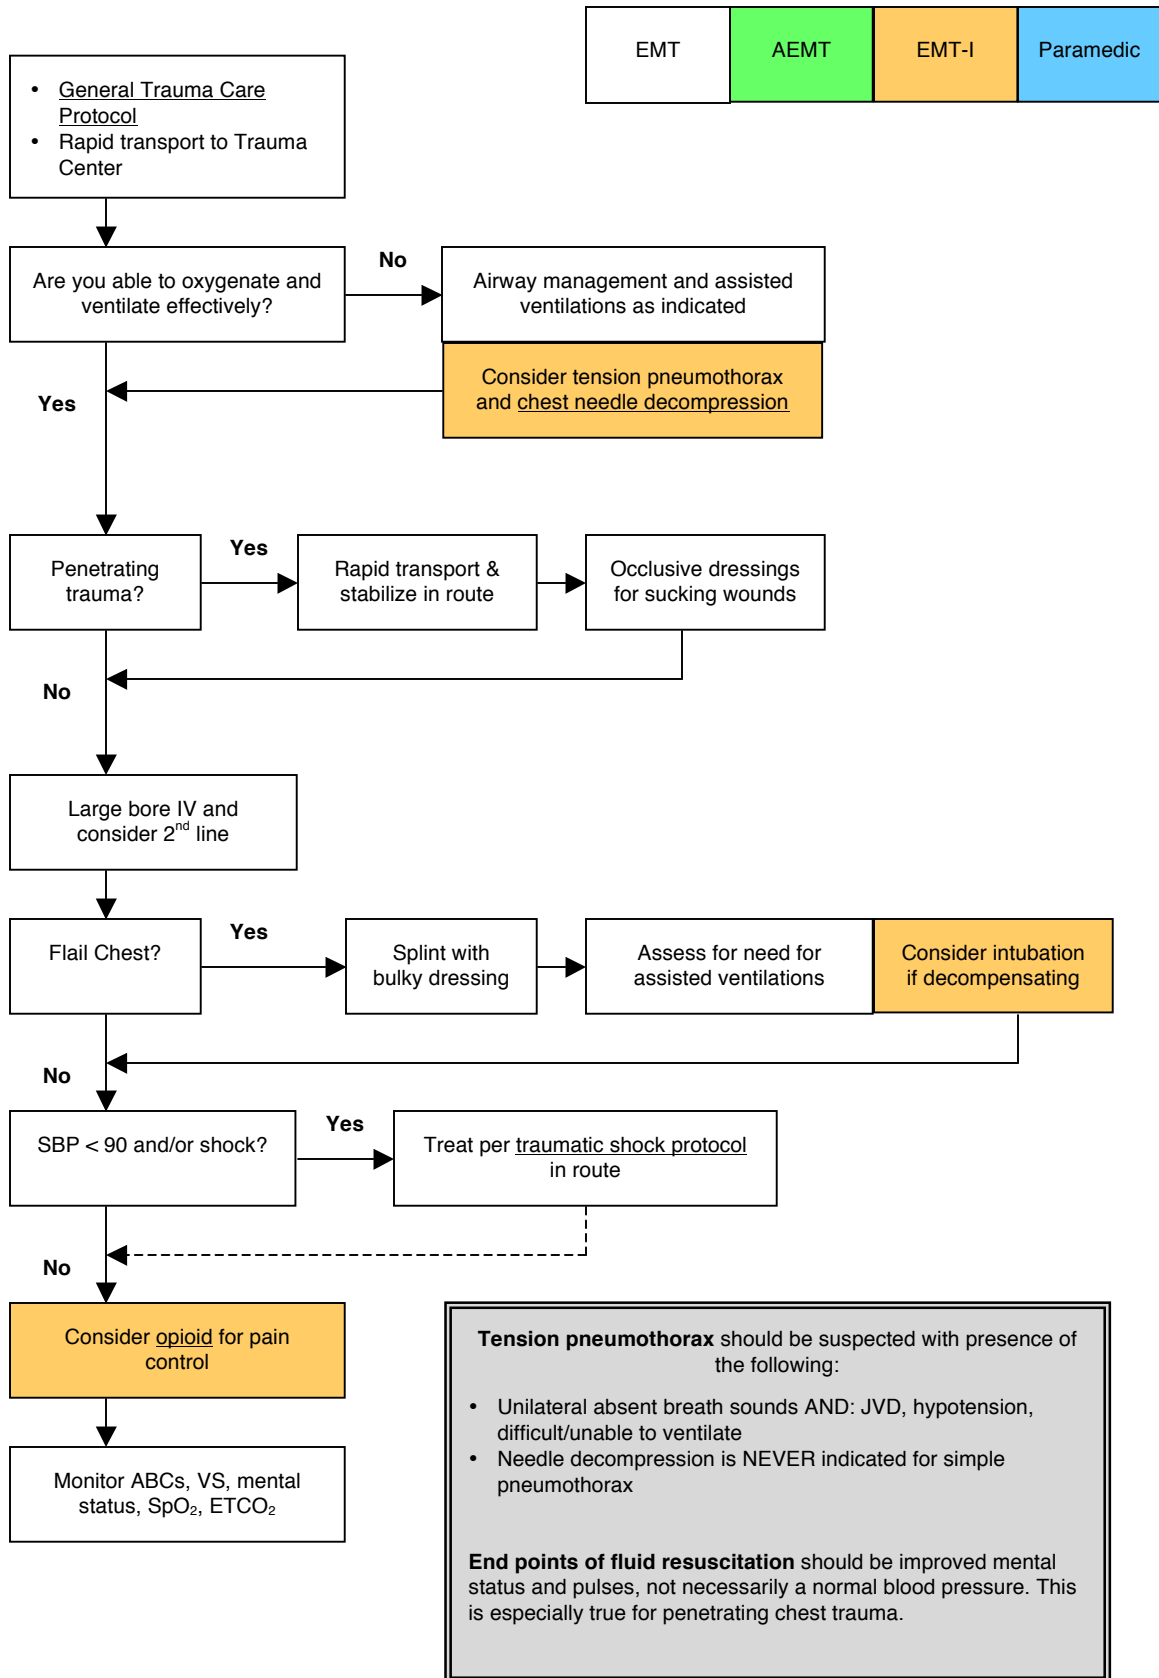 EMT
AEMT
EMT-I
Paramedic
• General Trauma Care
Protocol
• Rapid transport to Trauma
Center
Are you able to oxygenate and
ventilate effectively?
No
Airway management and assisted
ventilations as indicated
Consider tension pneumothorax
and chest needle decompression
Yes
Penetrating
trauma?
Yes
Rapid transport &
stabilize in route
Occlusive dressings
for sucking wounds
No
Large bore IV and
consider 2nd line
Flail Chest?
Yes
Splint with
bulky dressing
Assess for need for
assisted ventilations
Consider intubation
if decompensating
No
SBP < 90 and/or shock?
Yes
Treat per traumatic shock protocol
in route
No
Consider opioid for pain
control
Monitor ABCs, VS, mental
status, SpO₂, ETCO₂
Tension pneumothorax should be suspected with presence of
the following:
• Unilateral absent breath sounds AND: JVD, hypotension,
difficult/unable to ventilate
• Needle decompression is NEVER indicated for simple
pneumothorax
End points of fluid resuscitation should be improved mental
status and pulses, not necessarily a normal blood pressure. This
is especially true for penetrating chest trauma.